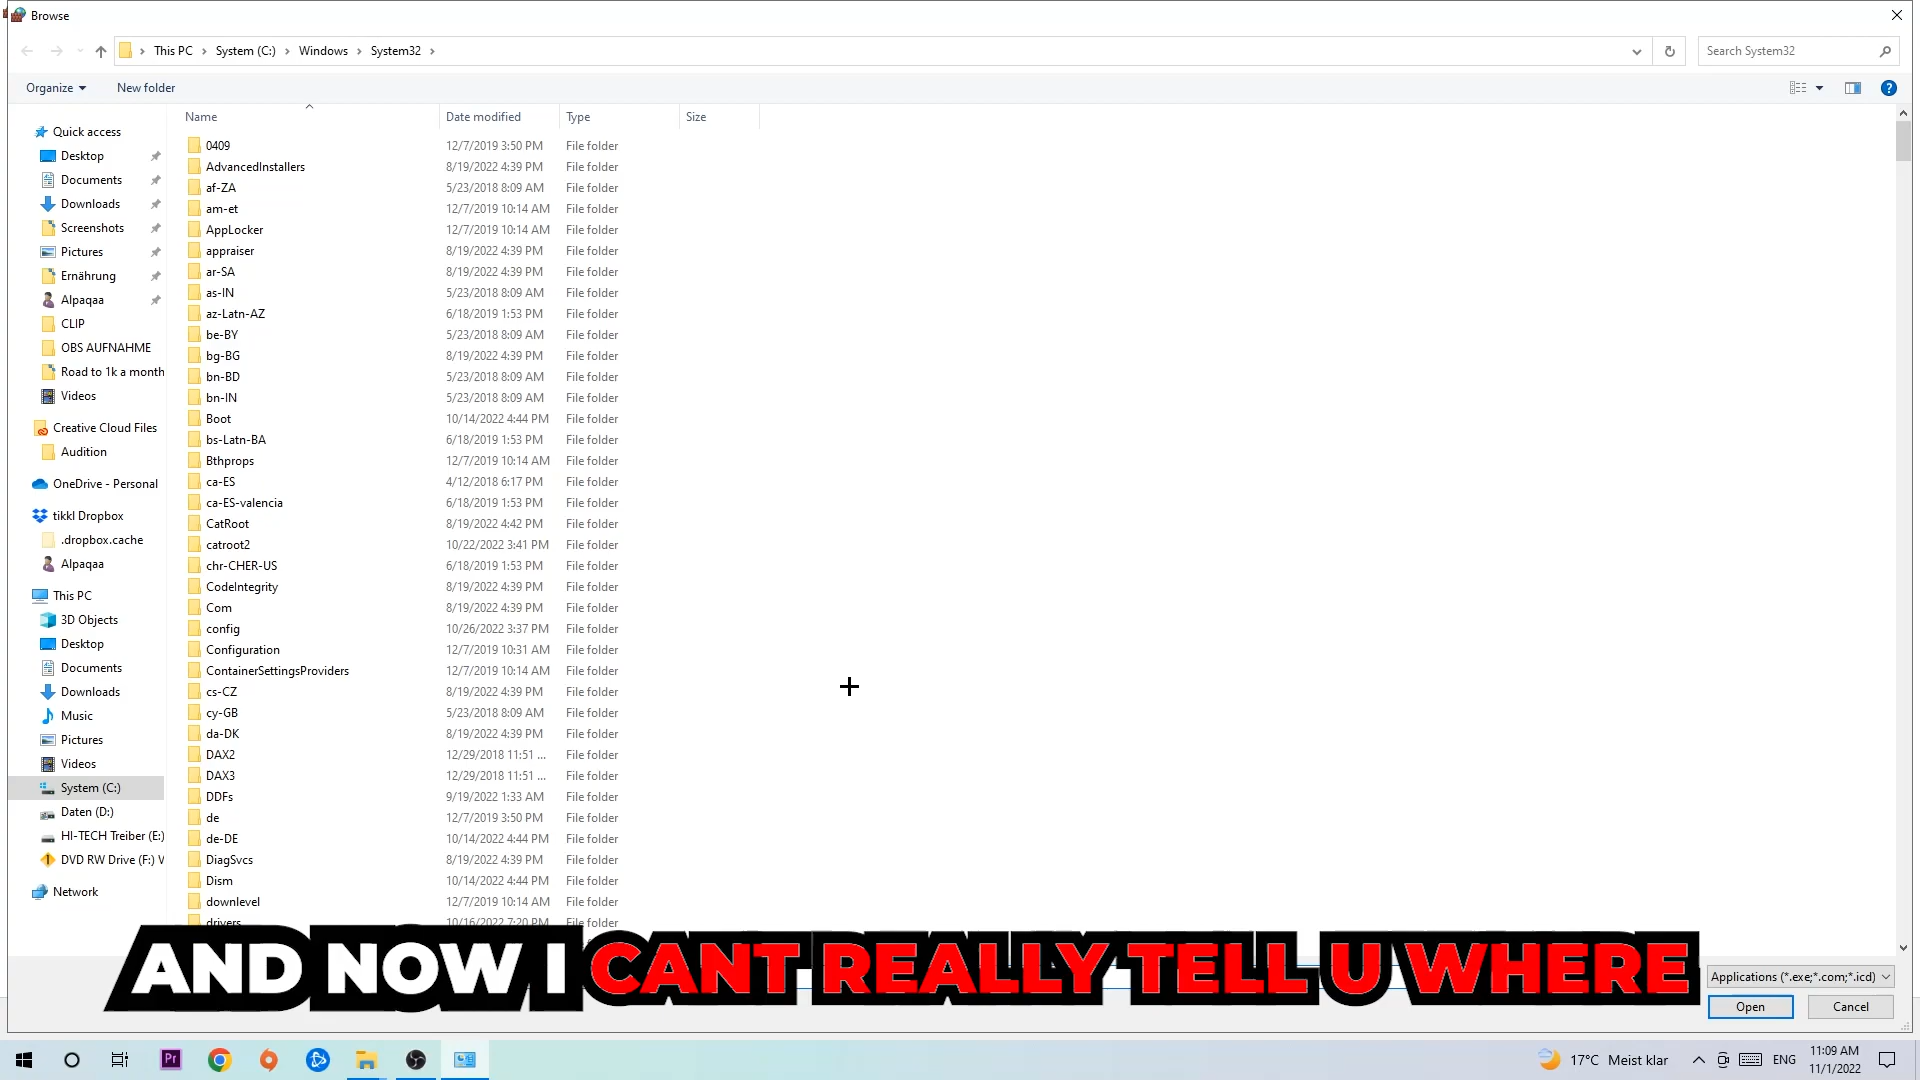 Browse
This PC > System (C:) > Windows > System32 >
Search System32
Organize
New folder
Name
Date modified
Type
Size
Quick access
Desktop
Documents
Downloads
Screenshots
Pictures
Ernährung
Alpaqaa
CLIP
OBS AUFNAHME
Road to 1k a month
Videos
Creative Cloud Files
Audition
OneDrive - Personal
tikkl Dropbox
.dropbox.cache
Alpaqaa
This PC
3D Objects
Desktop
Documents
Downloads
Music
Pictures
Videos
System (C:)
Daten (D:)
HI-TECH Treiber (E:)
DVD RW Drive (F:) V
Network
0409 12/7/2019 3:50 PM File folder
AdvancedInstallers 8/19/2022 4:39 PM File folder
af-ZA 5/23/2018 8:09 AM File folder
am-et 12/7/2019 10:14 AM File folder
AppLocker 12/7/2019 10:14 AM File folder
appraiser 8/19/2022 4:39 PM File folder
ar-SA 8/19/2022 4:39 PM File folder
as-IN 5/23/2018 8:09 AM File folder
az-Latn-AZ 6/18/2019 1:53 PM File folder
be-BY 5/23/2018 8:09 AM File folder
bg-BG 8/19/2022 4:39 PM File folder
bn-BD 5/23/2018 8:09 AM File folder
bn-IN 5/23/2018 8:09 AM File folder
Boot 10/14/2022 4:44 PM File folder
bs-Latn-BA 6/18/2019 1:53 PM File folder
Bthprops 12/7/2019 10:14 AM File folder
ca-ES 4/12/2018 6:17 PM File folder
ca-ES-valencia 6/18/2019 1:53 PM File folder
CatRoot 8/19/2022 4:42 PM File folder
catroot2 10/22/2022 3:41 PM File folder
chr-CHER-US 6/18/2019 1:53 PM File folder
CodeIntegrity 8/19/2022 4:39 PM File folder
Com 8/19/2022 4:39 PM File folder
config 10/26/2022 3:37 PM File folder
Configuration 12/7/2019 10:31 AM File folder
ContainerSettingsProviders 12/7/2019 10:14 AM File folder
cs-CZ 8/19/2022 4:39 PM File folder
cy-GB 5/23/2018 8:09 AM File folder
da-DK 8/19/2022 4:39 PM File folder
DAX2 12/29/2018 11:51 ... File folder
DAX3 12/29/2018 11:51 ... File folder
DDFs 9/19/2022 1:33 AM File folder
de 12/7/2019 3:50 PM File folder
de-DE 10/14/2022 4:44 PM File folder
DiagSvcs 8/19/2022 4:39 PM File folder
Dism 10/14/2022 4:44 PM File folder
downlevel 12/7/2019 10:14 AM File folder
drivers 10/16/2022 7:20 PM File folder
AND NOW I CANT REALLY TELL U WHERE
Applications (*.exe;*.com;*.icd)
Open
Cancel
Pr
17°C Meist klar
ENG
11:09 AM
11/1/2022